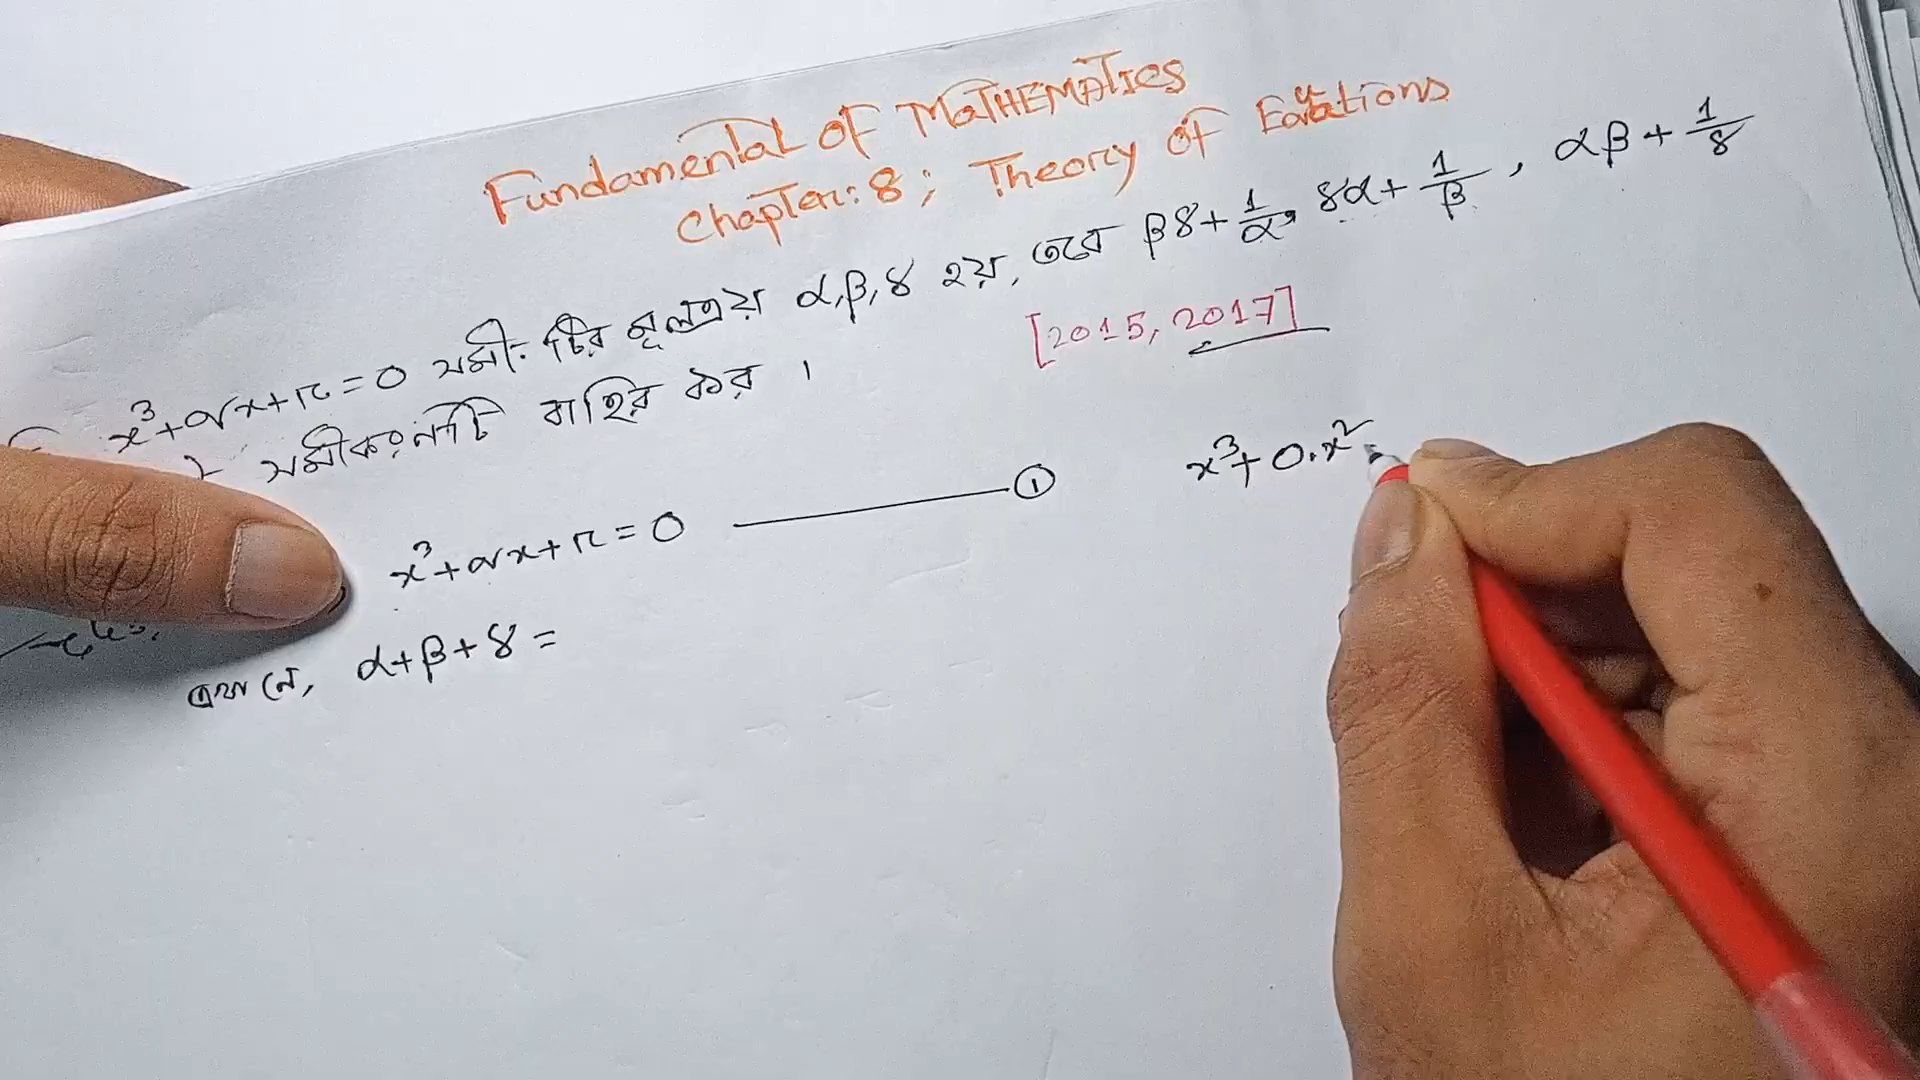 Fundamental of MATHEMATICS
Chapter: 8; Theory of Equations
x³+qx+r=0 সমী: টির মূলত্রয় α,β,γ হয়, তবে βγ+1/α, γα+1/β, αβ+1/γ
সমীকরণটি বাহির কর ।
[2015, 2017]
x³+qx+r=0 ①
x³+0.x²
এখানে, α+β+γ=